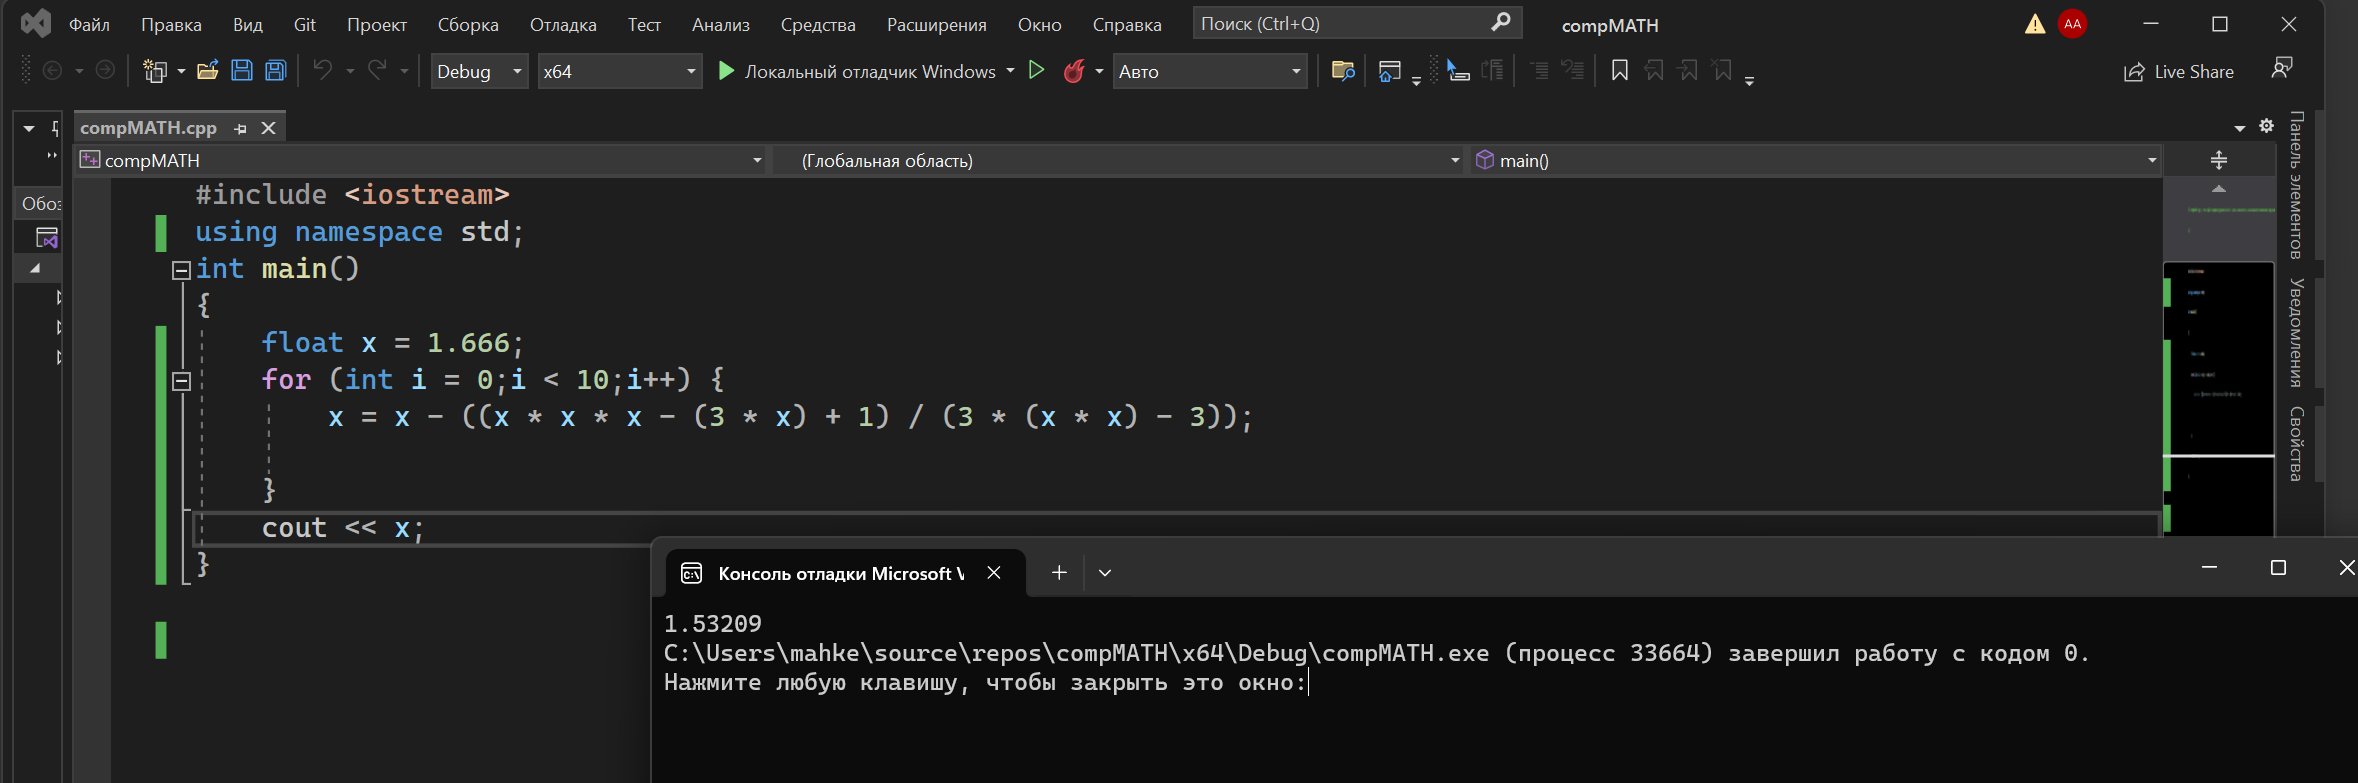 Файл Правка Вид Git Проект Сборка Отладка Тест Анализ Средства Расширения Окно Справка Поиск (Ctrl+Q) compMATH AA
Debug x64 Локальный отладчик Windows Авто Live Share
compMATH.cpp
compMATH (Глобальная область) main()
Обоз
#include <iostream>
using namespace std;
int main()
{
float x = 1.666;
for (int i = 0;i < 10;i++) {
x = x - ((x * x * x - (3 * x) + 1) / (3 * (x * x) - 3));
}
cout << x;
}
Панель элементов
Уведомления
Свойства
Консоль отладки Microsoft V
1.53209
C:\Users\mahke\source\repos\compMATH\x64\Debug\compMATH.exe (процесс 33664) завершил работу с кодом 0.
Нажмите любую клавишу, чтобы закрыть это окно: